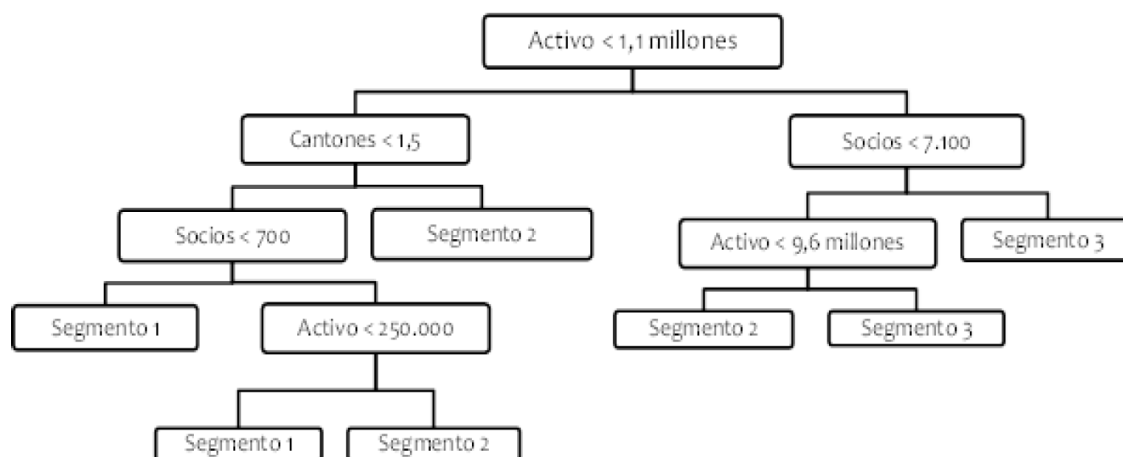 Activo < 1,1 millones
Cantones < 1,5
Socios < 7.100
Socios < 700
Segmento 2
Activo < 9,6 millones
Segmento 3
Segmento 1
Activo < 250.000
Segmento 2
Segmento 3
Segmento 1
Segmento 2